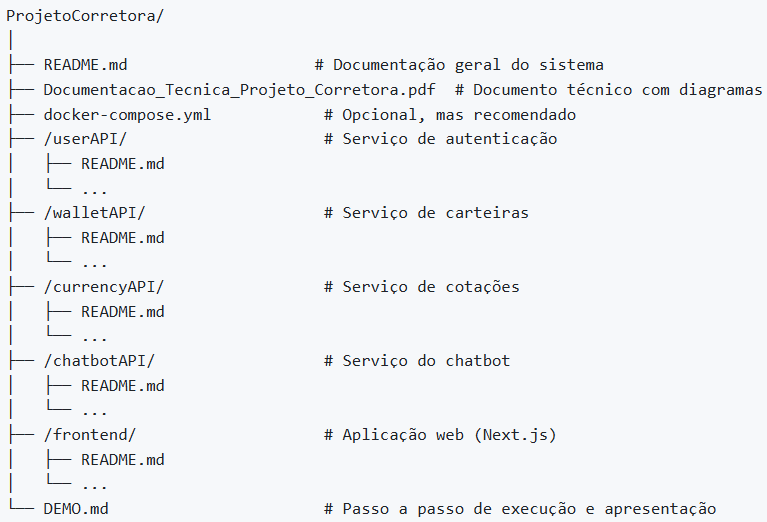 ProjetoCorretora/
│
├── README.md                    # Documentação geral do sistema
├── Documentacao_Tecnica_Projeto_Corretora.pdf  # Documento técnico com diagramas
├── docker-compose.yml            # Opcional, mas recomendado
├── /userAPI/                     # Serviço de autenticação
│   ├── README.md
│   └── ...
├── /walletAPI/                   # Serviço de carteiras
│   ├── README.md
│   └── ...
├── /currencyAPI/                 # Serviço de cotações
│   ├── README.md
│   └── ...
├── /chatbotAPI/                  # Serviço do chatbot
│   ├── README.md
│   └── ...
├── /frontend/                    # Aplicação web (Next.js)
│   ├── README.md
│   └── ...
└── DEMO.md                       # Passo a passo de execução e apresentação